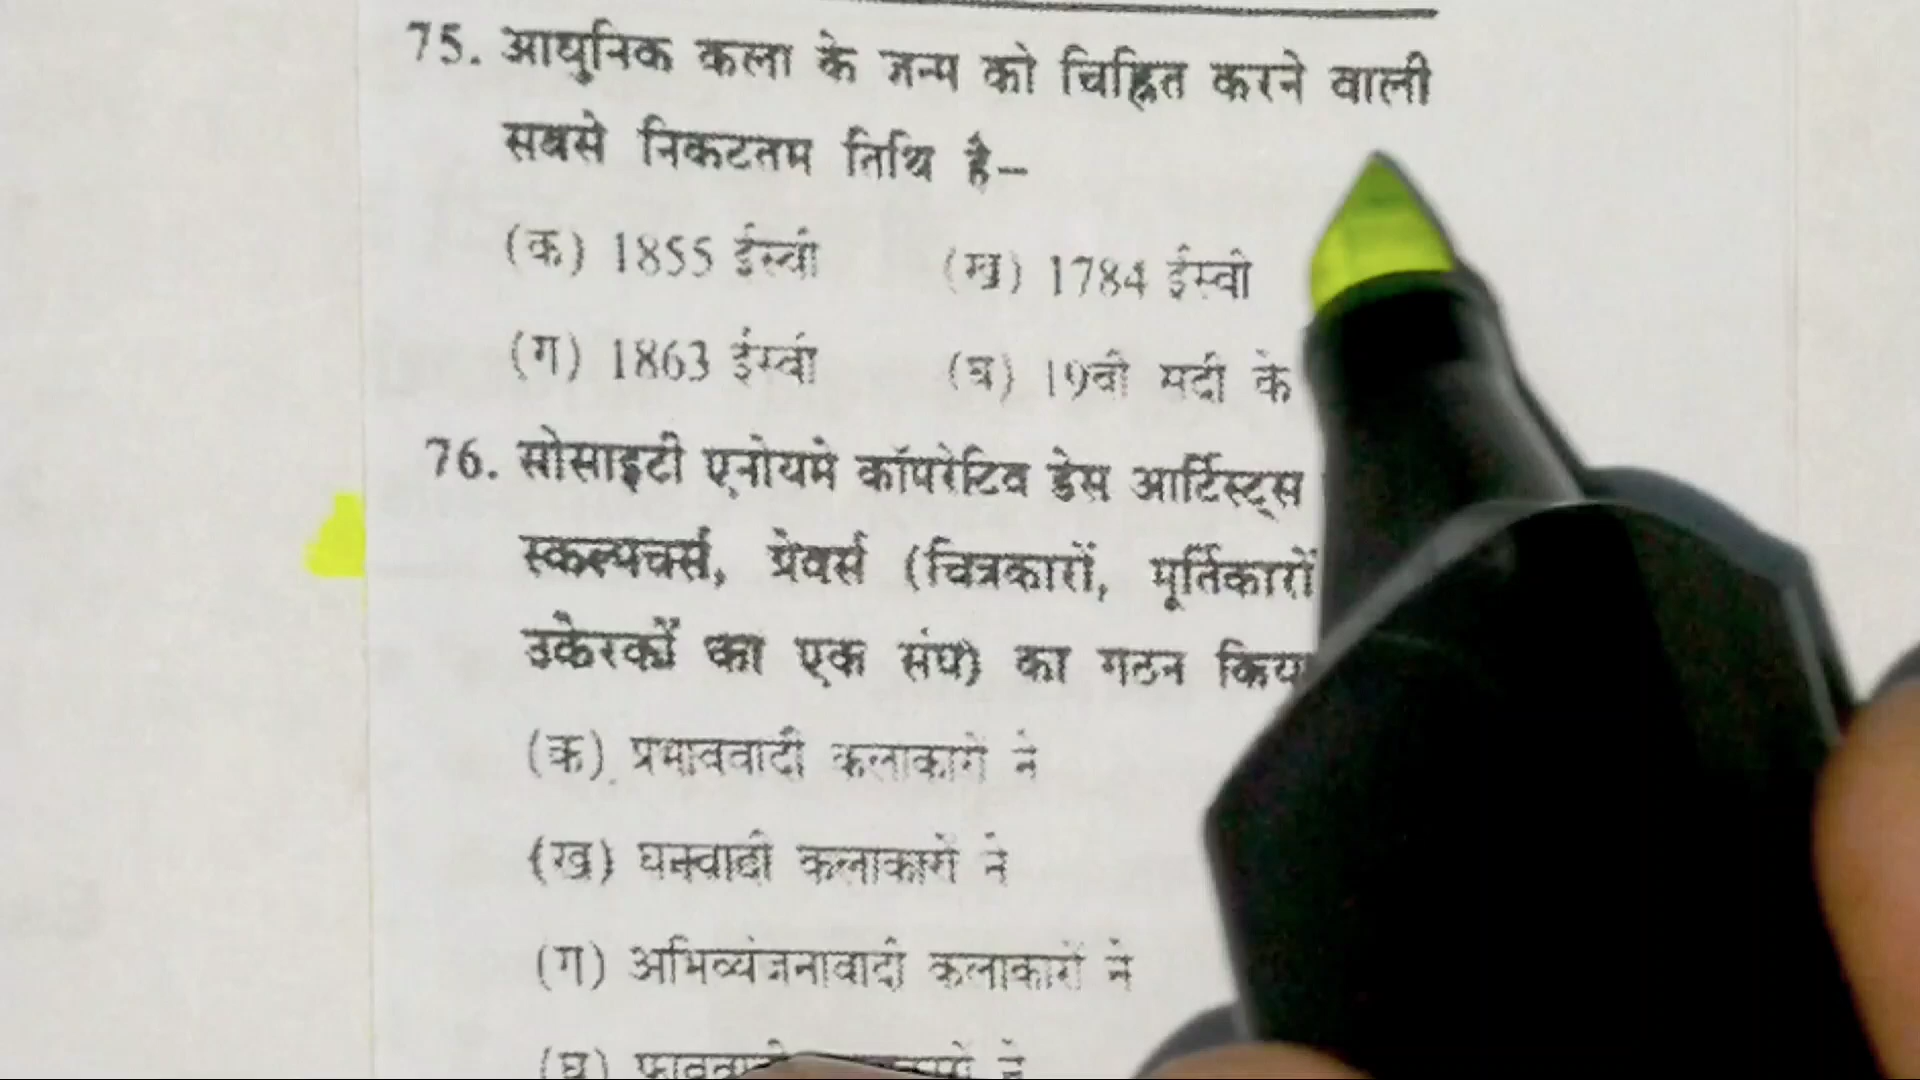 75. आधुनिक कला के जन्म को चिह्नित करने वाली
सबसे निकटतम तिथि है–
(क) 1855 ईस्वी (ख) 1784 ईस्वी
(ग) 1863 ईस्वी (घ) 19वीं सदी के
76. सोसाइटी एनोयमे कॉपरेटिव डेस आर्टिस्ट्स
स्कल्पचर्स, प्रेवर्स (चित्रकारों, मूर्तिकारों
उकेरकों का एक संघ) का गठन
(क) प्रभाववादी कलाकारों ने
(ख) घनवादी कलाकारों ने
(ग) अभिव्यंजनावादी कलाकारों ने
(घ) ने